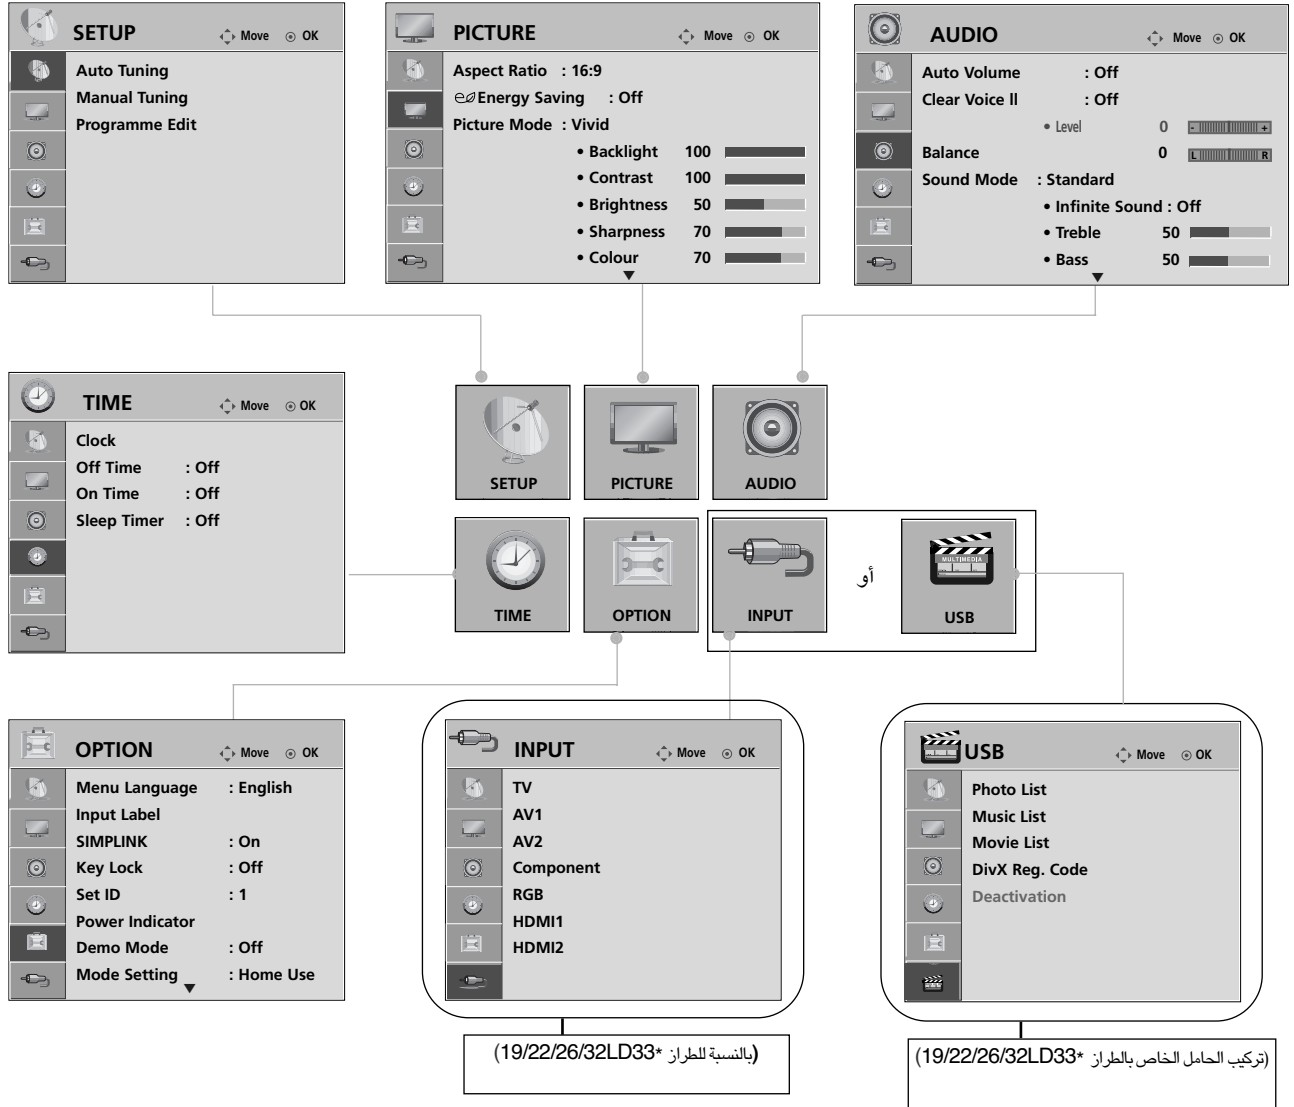 SETUP Move OK
Auto Tuning
Manual Tuning
Programme Edit
PICTURE Move OK
Aspect Ratio : 16:9
Energy Saving : Off
Picture Mode : Vivid
• Backlight 100
• Contrast 100
• Brightness 50
• Sharpness 70
• Colour 70
AUDIO Move OK
Auto Volume : Off
Clear Voice II : Off
• Level 0 - +
Balance 0 L R
Sound Mode : Standard
• Infinite Sound : Off
• Treble 50
• Bass 50
TIME Move OK
Clock
Off Time : Off
On Time : Off
Sleep Timer : Off
SETUP
PICTURE
AUDIO
TIME
OPTION
INPUT
أو
MULTIMEDIA
USB
OPTION Move OK
Menu Language : English
Input Label
SIMPLINK : On
Key Lock : Off
Set ID : 1
Power Indicator
Demo Mode : Off
Mode Setting : Home Use
INPUT Move OK
TV
AV1
AV2
Component
RGB
HDMI1
HDMI2
USB Move OK
Photo List
Music List
Movie List
DivX Reg. Code
Deactivation
(بالنسبة للطراز 19/22/26/32LD33*)
(تركيب الحامل الخاص بالطراز 19/22/26/32LD33*)